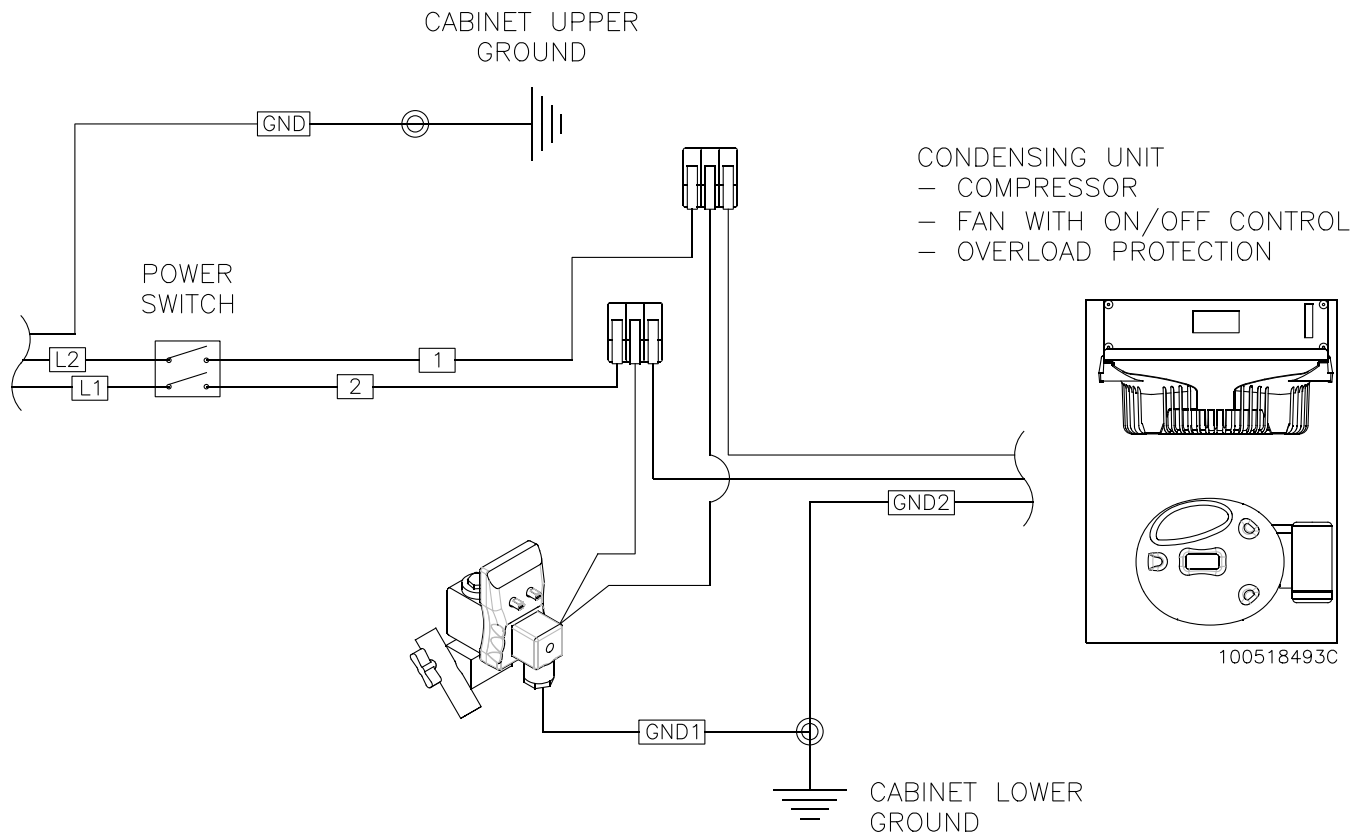 CABINET UPPER
GROUND
GND
CONDENSING UNIT
– COMPRESSOR
– FAN WITH ON/OFF CONTROL
– OVERLOAD PROTECTION
POWER
SWITCH
L2
1
L1
2
GND2
100518493C
GND1
CABINET LOWER
GROUND